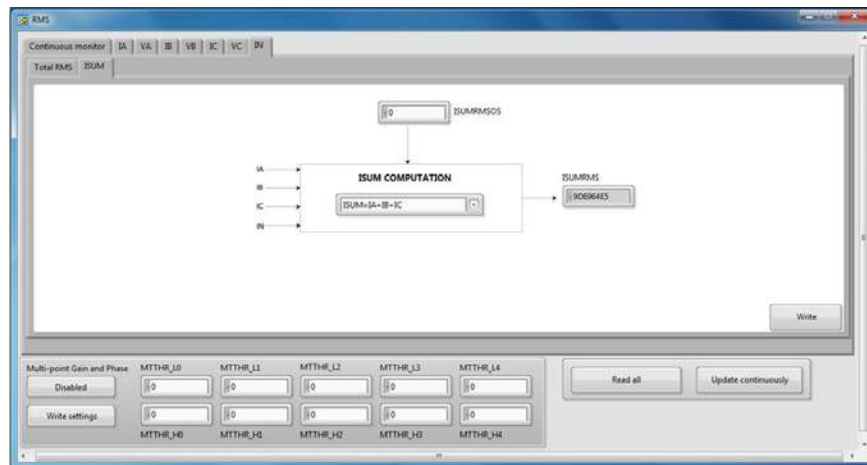 RMS
Continuous monitor IA VA IB VB IC VC IN
Total RMS ISUM
0 ISUMRMSOS
IA
IB
IC
IN
ISUM COMPUTATION
ISUM=IA+IB+IC
ISUMRMS
9D6964E5
Write
Multi-point Gain and Phase MTTHR_L0 MTTHR_L1 MTTHR_L2 MTTHR_L3 MTTHR_L4
Disabled 0 0 0 0 0
Write settings 0 0 0 0 0
MTTHR_H0 MTTHR_H1 MTTHR_H2 MTTHR_H3 MTTHR_H4
Read all Update continuously